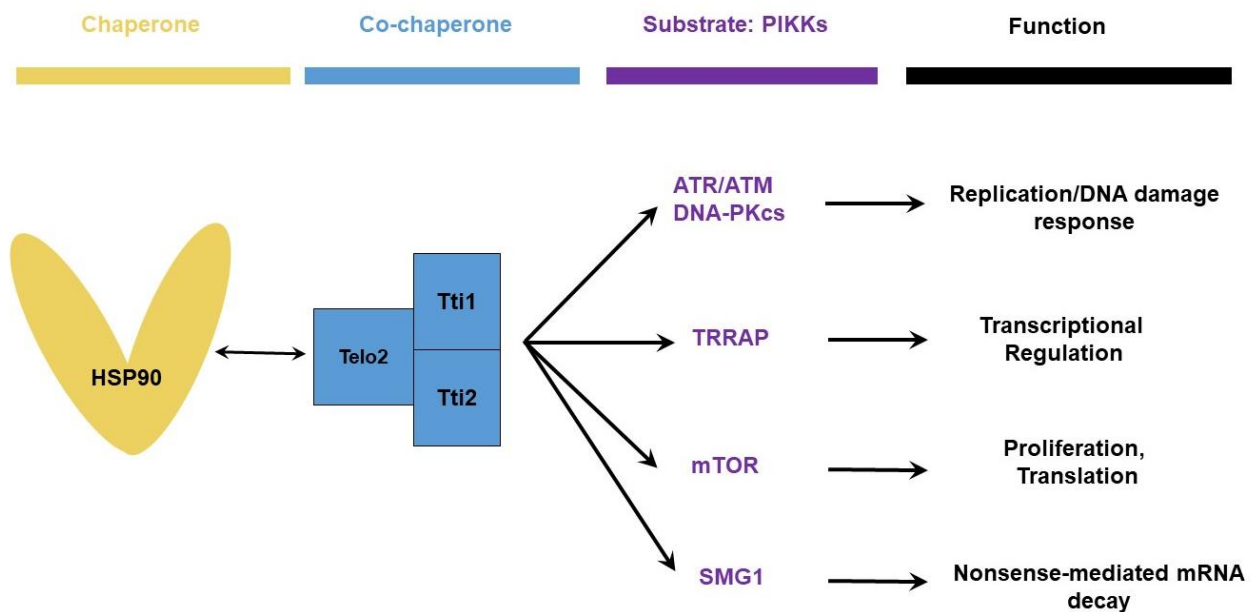 Chaperone
Co-chaperone
Substrate: PIKKs
Function
HSP90
Telo2
Tti1
Tti2
ATR/ATM
DNA-PKcs
Replication/DNA damage
response
TRRAP
Transcriptional
Regulation
mTOR
Proliferation,
Translation
SMG1
Nonsense-mediated mRNA
decay